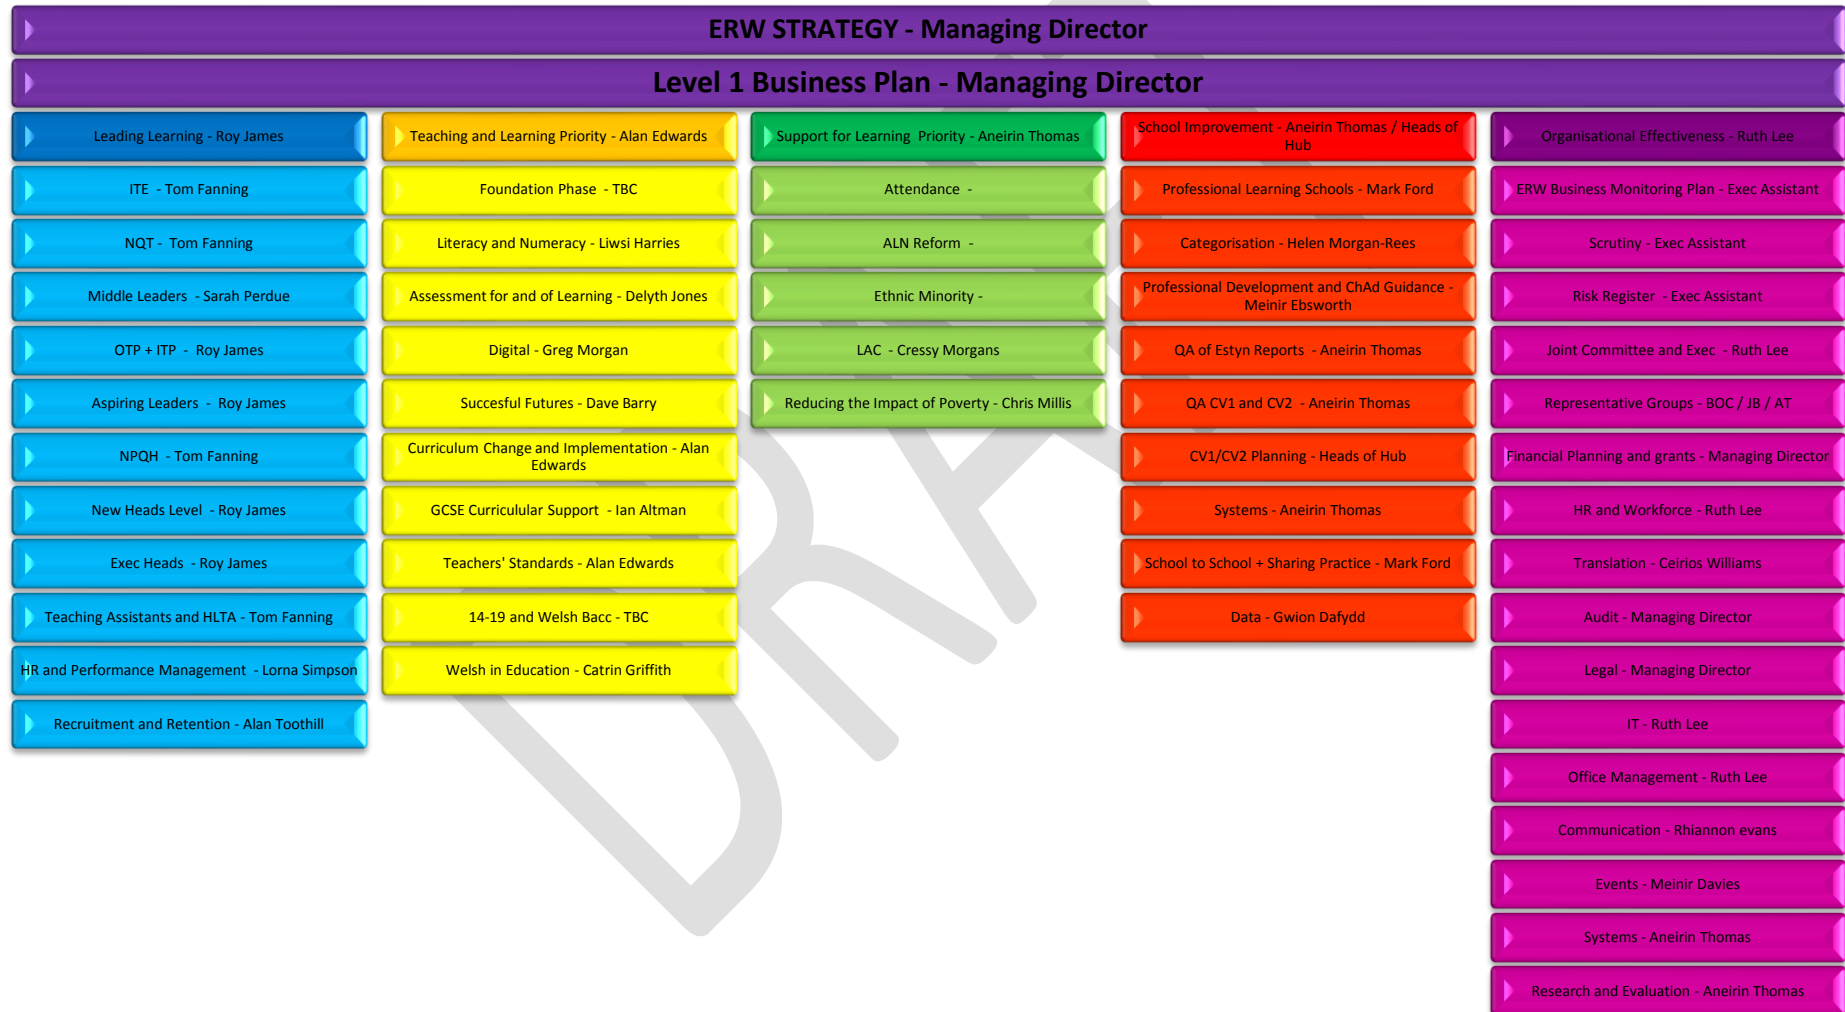 ERW STRATEGY - Managing Director
Level 1 Business Plan - Managing Director
Leading Learning - Roy James
ITE - Tom Fanning
NQT - Tom Fanning
Middle Leaders - Sarah Perdue
OTP + ITP - Roy James
Aspiring Leaders - Roy James
NPQH - Tom Fanning
New Heads Level - Roy James
Exec Heads - Roy James
Teaching Assistants and HLTA - Tom Fanning
HR and Performance Management - Lorna Simpson
Recruitment and Retention - Alan Toothill
Teaching and Learning Priority - Alan Edwards
Foundation Phase - TBC
Literacy and Numeracy - Liwsi Harries
Assessment for and of Learning - Delyth Jones
Digital - Greg Morgan
Succesful Futures - Dave Barry
Curriculum Change and Implementation - Alan
Edwards
GCSE Curriculular Support - Ian Altman
Teachers' Standards - Alan Edwards
14-19 and Welsh Bacc - TBC
Welsh in Education - Catrin Griffith
Support for Learning Priority - Aneirin Thomas
Attendance -
ALN Reform -
Ethnic Minority -
LAC - Cressy Morgans
Reducing the Impact of Poverty - Chris Millis
School Improvement - Aneirin Thomas / Heads of
Hub
Professional Learning Schools - Mark Ford
Categorisation - Helen Morgan-Rees
Professional Development and ChAd Guidance -
Meinir Ebsworth
QA of Estyn Reports - Aneirin Thomas
QA CV1 and CV2 - Aneirin Thomas
CV1/CV2 Planning - Heads of Hub
Systems - Aneirin Thomas
School to School + Sharing Practice - Mark Ford
Data - Gwion Dafydd
Organisational Effectiveness - Ruth Lee
ERW Business Monitoring Plan - Exec Assistant
Scrutiny - Exec Assistant
Risk Register - Exec Assistant
Joint Committee and Exec - Ruth Lee
Representative Groups - BOC / JB / AT
Financial Planning and grants - Managing Director
HR and Workforce - Ruth Lee
Translation - Ceirios Williams
Audit - Managing Director
Legal - Managing Director
IT - Ruth Lee
Office Management - Ruth Lee
Communication - Rhiannon evans
Events - Meinir Davies
Systems - Aneirin Thomas
Research and Evaluation - Aneirin Thomas